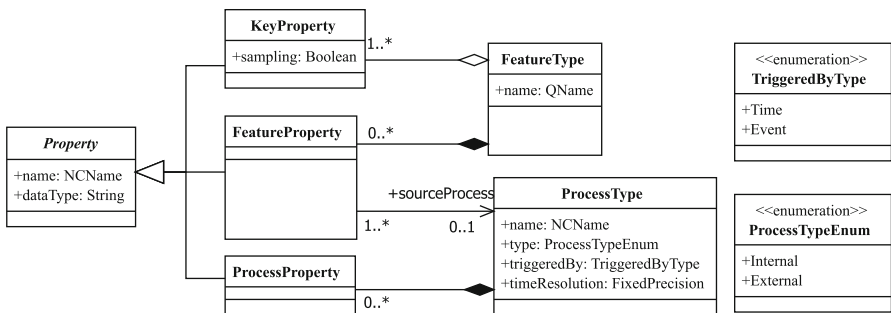 KeyProperty
+sampling: Boolean
1..*
FeatureType
+name: QName
<<enumeration>>
TriggeredByType
+Time
+Event
Property
+name: NCName
+dataType: String
FeatureProperty
0..*
+sourceProcess
1..*
0..1
ProcessType
+name: NCName
+type: ProcessTypeEnum
+triggeredBy: TriggeredByType
+timeResolution: FixedPrecision
<<enumeration>>
ProcessTypeEnum
+Internal
+External
ProcessProperty
0..*